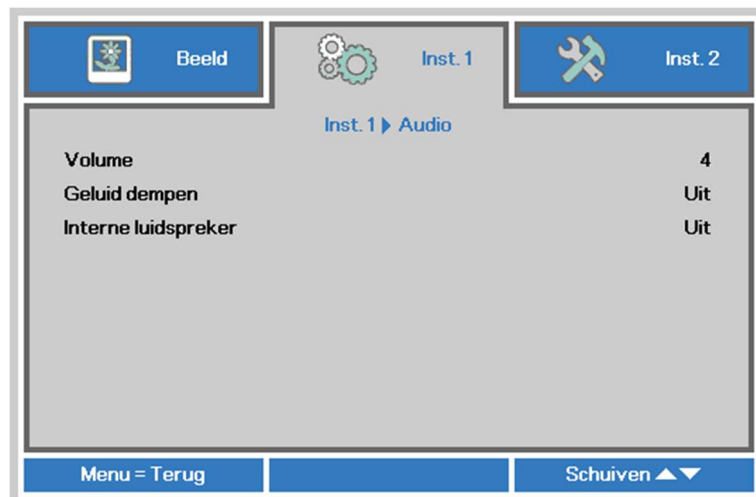 Beeld Inst. 1 Inst. 2
Inst. 1 ▶ Audio
Volume 4
Geluid dempen Uit
Interne luidspreker Uit
Menu = Terug Schuiven ▲▼